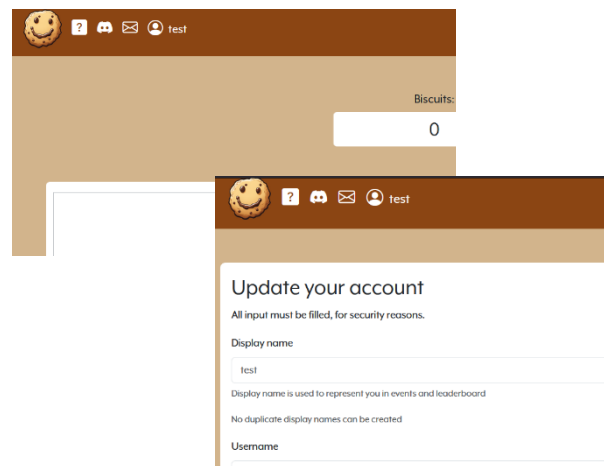 ? test
Biscuits:
0
? test
Update your account
All input must be filled, for security reasons.
Display name
test
Display name is used to represent you in events and leaderboard
No duplicate display names can be created
Username